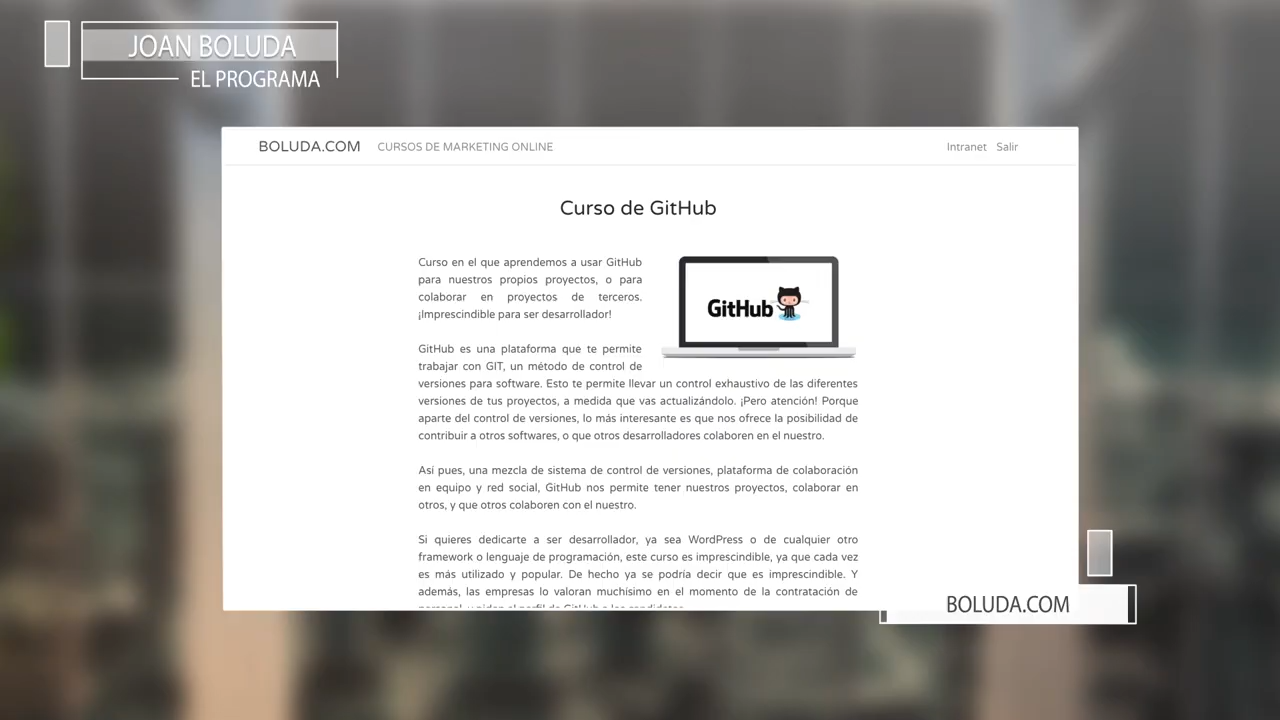 JOAN BOLUDA
EL PROGRAMA
BOLUDA.COM CURSOS DE MARKETING ONLINE Intranet Salir
Curso de GitHub
Curso en el que aprendemos a usar GitHub
para nuestros propios proyectos, o para
colaborar en proyectos de terceros.
¡Imprescindible para ser desarrollador!
GitHub
GitHub es una plataforma que te permite
trabajar con GIT, un método de control de
versiones para software. Esto te permite llevar un control exhaustivo de las diferentes
versiones de tus proyectos, a medida que vas actualizándolo. ¡Pero atención! Porque
aparte del control de versiones, lo más interesante es que nos ofrece la posibilidad de
contribuir a otros softwares, o que otros desarrolladores colaboren en el nuestro.
Así pues, una mezcla de sistema de control de versiones, plataforma de colaboración
en equipo y red social, GitHub nos permite tener nuestros proyectos, colaborar en
otros, y que otros colaboren con el nuestro.
Si quieres dedicarte a ser desarrollador, ya sea WordPress o de cualquier otro
framework o lenguaje de programación, este curso es imprescindible, ya que cada vez
es más utilizado y popular. De hecho ya se podría decir que es imprescindible. Y
además, las empresas lo valoran muchísimo en el momento de la contratación de
personal, y piden el perfil de GitHub a los candidatos.
BOLUDA.COM